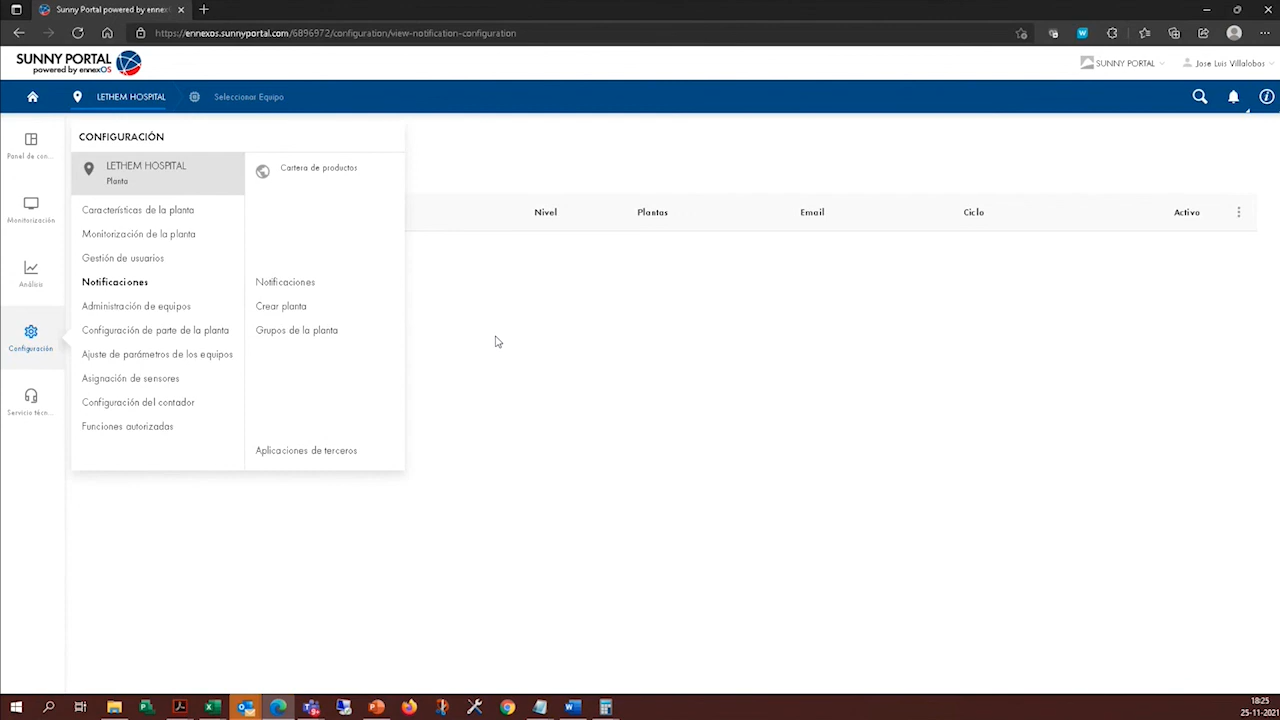 Sunny Portal powered by ennex
https://ennexos.sunnyportal.com/6896972/configuration/view-notification-configuration
SUNNY PORTAL
powered by ennexOS
SUNNY PORTAL
Jose Luis Villalobos
LETHEM HOSPITAL
Seleccionar Equipo
Panel de con...
Monitorización
Análisis
Configuración
Servicio técn...
CONFIGURACIÓN
LETHEM HOSPITAL
Planta
Cartera de productos
Características de la planta
Monitorización de la planta
Gestión de usuarios
Notificaciones
Administración de equipos
Configuración de parte de la planta
Ajuste de parámetros de los equipos
Asignación de sensores
Configuración del contador
Funciones autorizadas
Notificaciones
Crear planta
Grupos de la planta
Aplicaciones de terceros
Nivel
Plantas
Email
Ciclo
Activo
18:25
25-11-2021